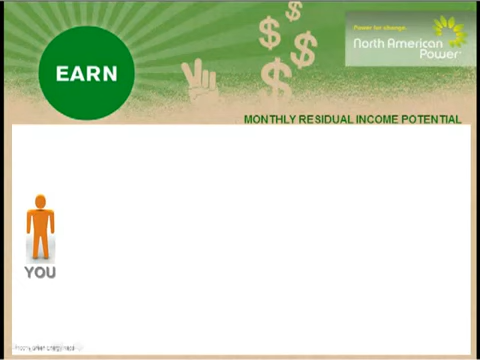 EARN
Power for change.
North American
Power
MONTHLY RESIDUAL INCOME POTENTIAL
YOU